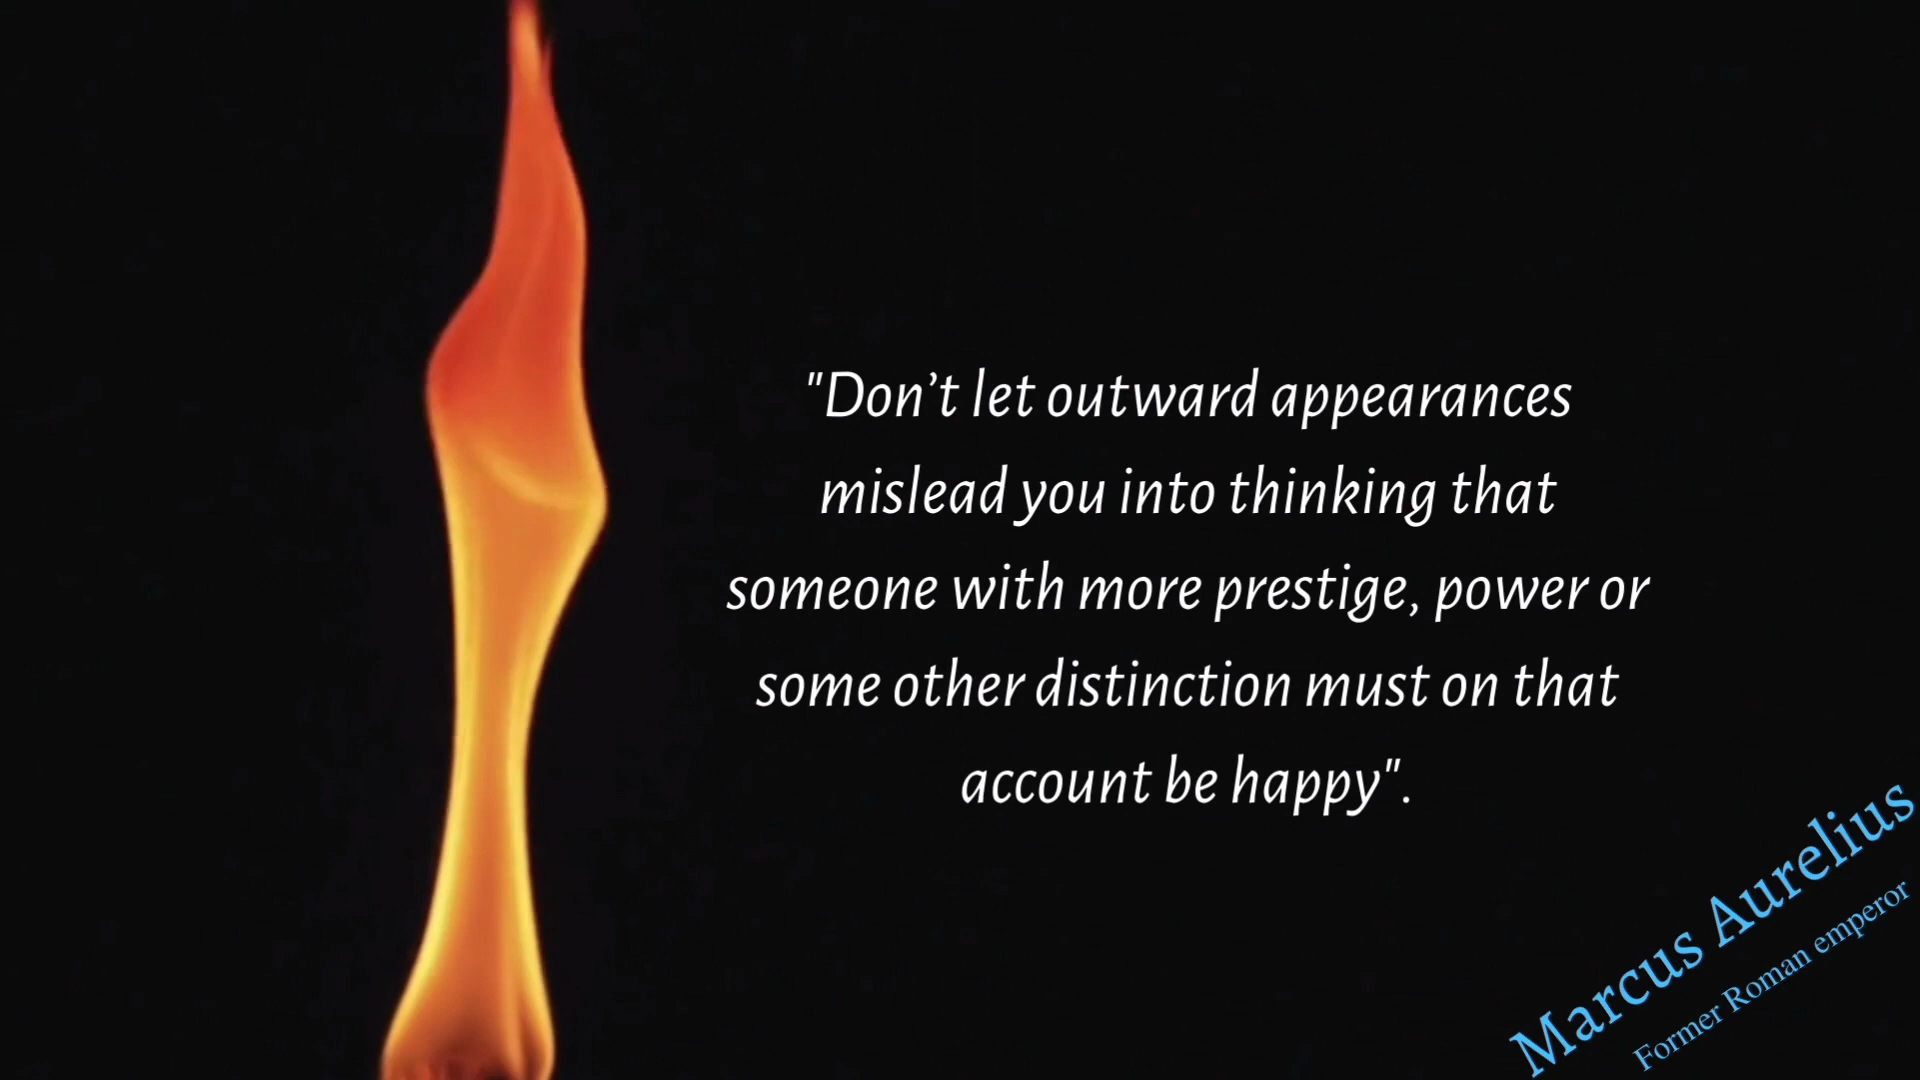 "Don’t let outward appearances
mislead you into thinking that
someone with more prestige, power or
some other distinction must on that
account be happy".
Marcus Aurelius
Former Roman emperor